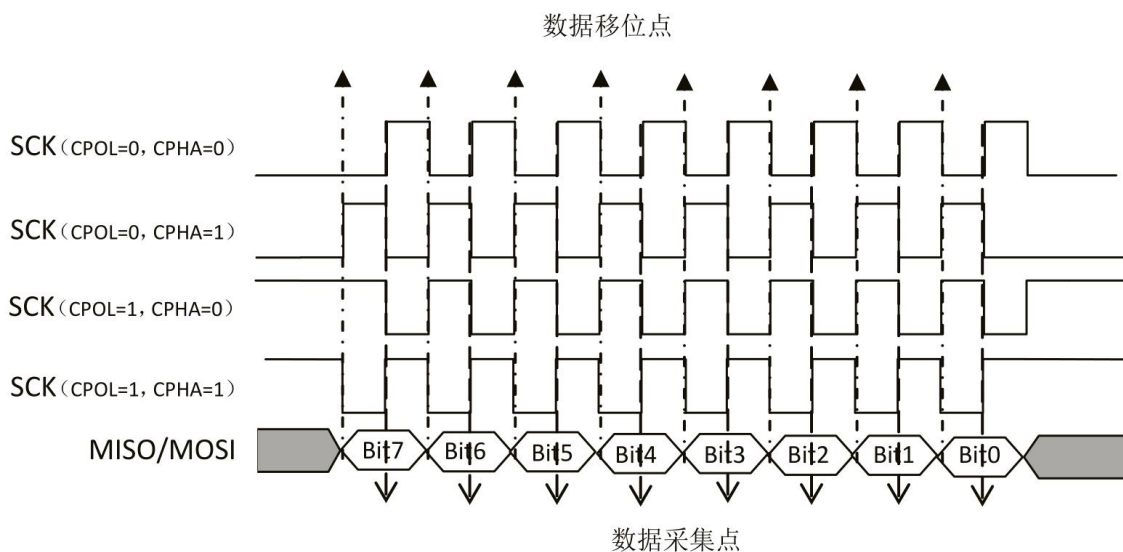 数据移位点
SCK（CPOL=0，CPHA=0）
SCK（CPOL=0，CPHA=1）
SCK（CPOL=1，CPHA=0）
SCK（CPOL=1，CPHA=1）
MISO/MOSI Bit7 Bit6 Bit5 Bit4 Bit3 Bit2 Bit1 Bit0
数据采集点